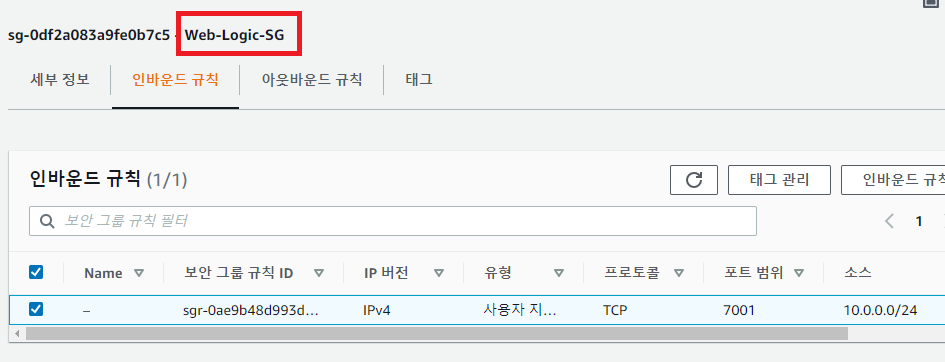 sg-0df2a083a9fe0b7c5 - Web-Logic-SG
세부 정보 인바운드 규칙 아웃바운드 규칙 태그
인바운드 규칙 (1/1) 태그 관리 인바운드 규칙
보안 그룹 규칙 필터 1
Name 보안 그룹 규칙 ID IP 버전 유형 프로토콜 포트 범위 소스
– sgr-0ae9b48d993d... IPv4 사용자 지... TCP 7001 10.0.0.0/24